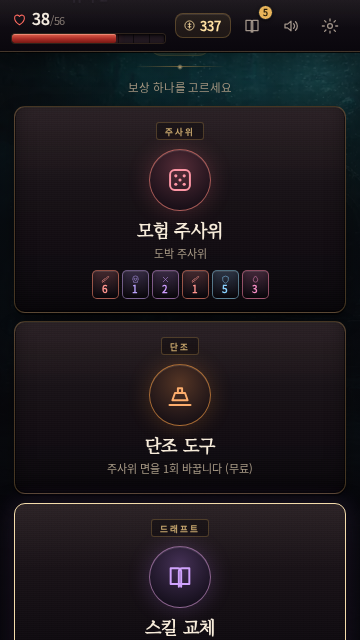 38/56
337
5
보상 하나를 고르세요
주사위
모험 주사위
도박 주사위
6 1 2 1 5 3
단조
단조 도구
주사위 면을 1회 바꿉니다 (무료)
드래프트
스킬 교체